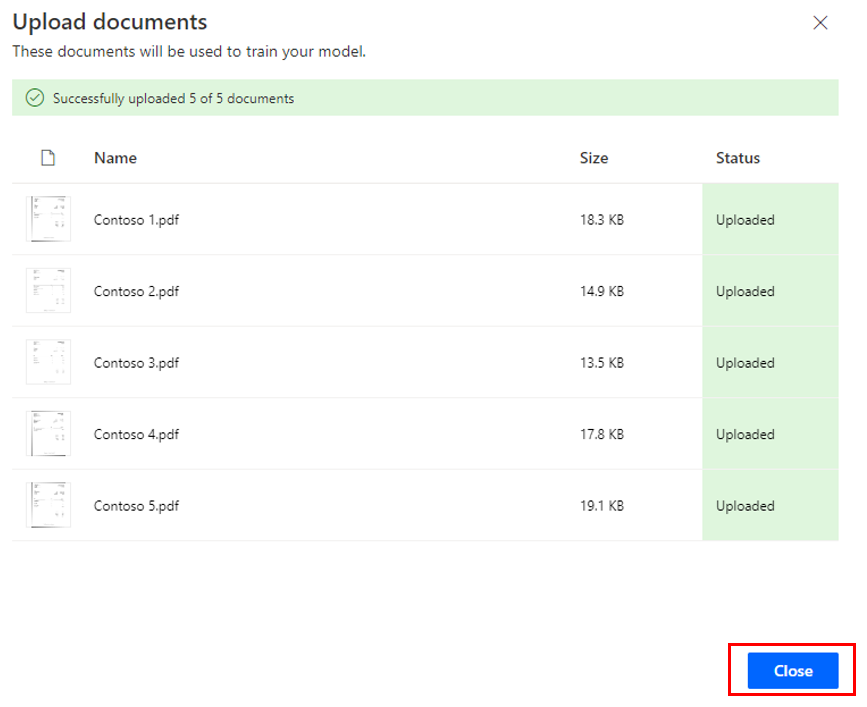 Upload documents
These documents will be used to train your model.
Successfully uploaded 5 of 5 documents
Name Size Status
Contoso 1.pdf 18.3 KB Uploaded
Contoso 2.pdf 14.9 KB Uploaded
Contoso 3.pdf 13.5 KB Uploaded
Contoso 4.pdf 17.8 KB Uploaded
Contoso 5.pdf 19.1 KB Uploaded
Close